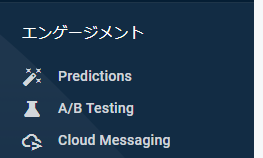 エンゲージメント
Predictions
A/B Testing
Cloud Messaging